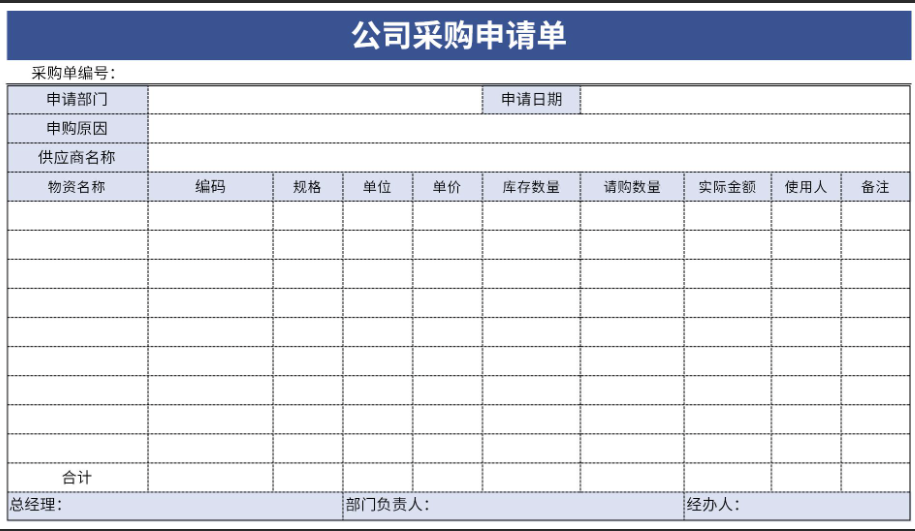 公司采购申请单
采购单编号:
申请部门 申请日期
申购原因
供应商名称
物资名称 编码 规格 单位 单价 库存数量 请购数量 实际金额 使用人 备注
合计
总经理: 部门负责人: 经办人: